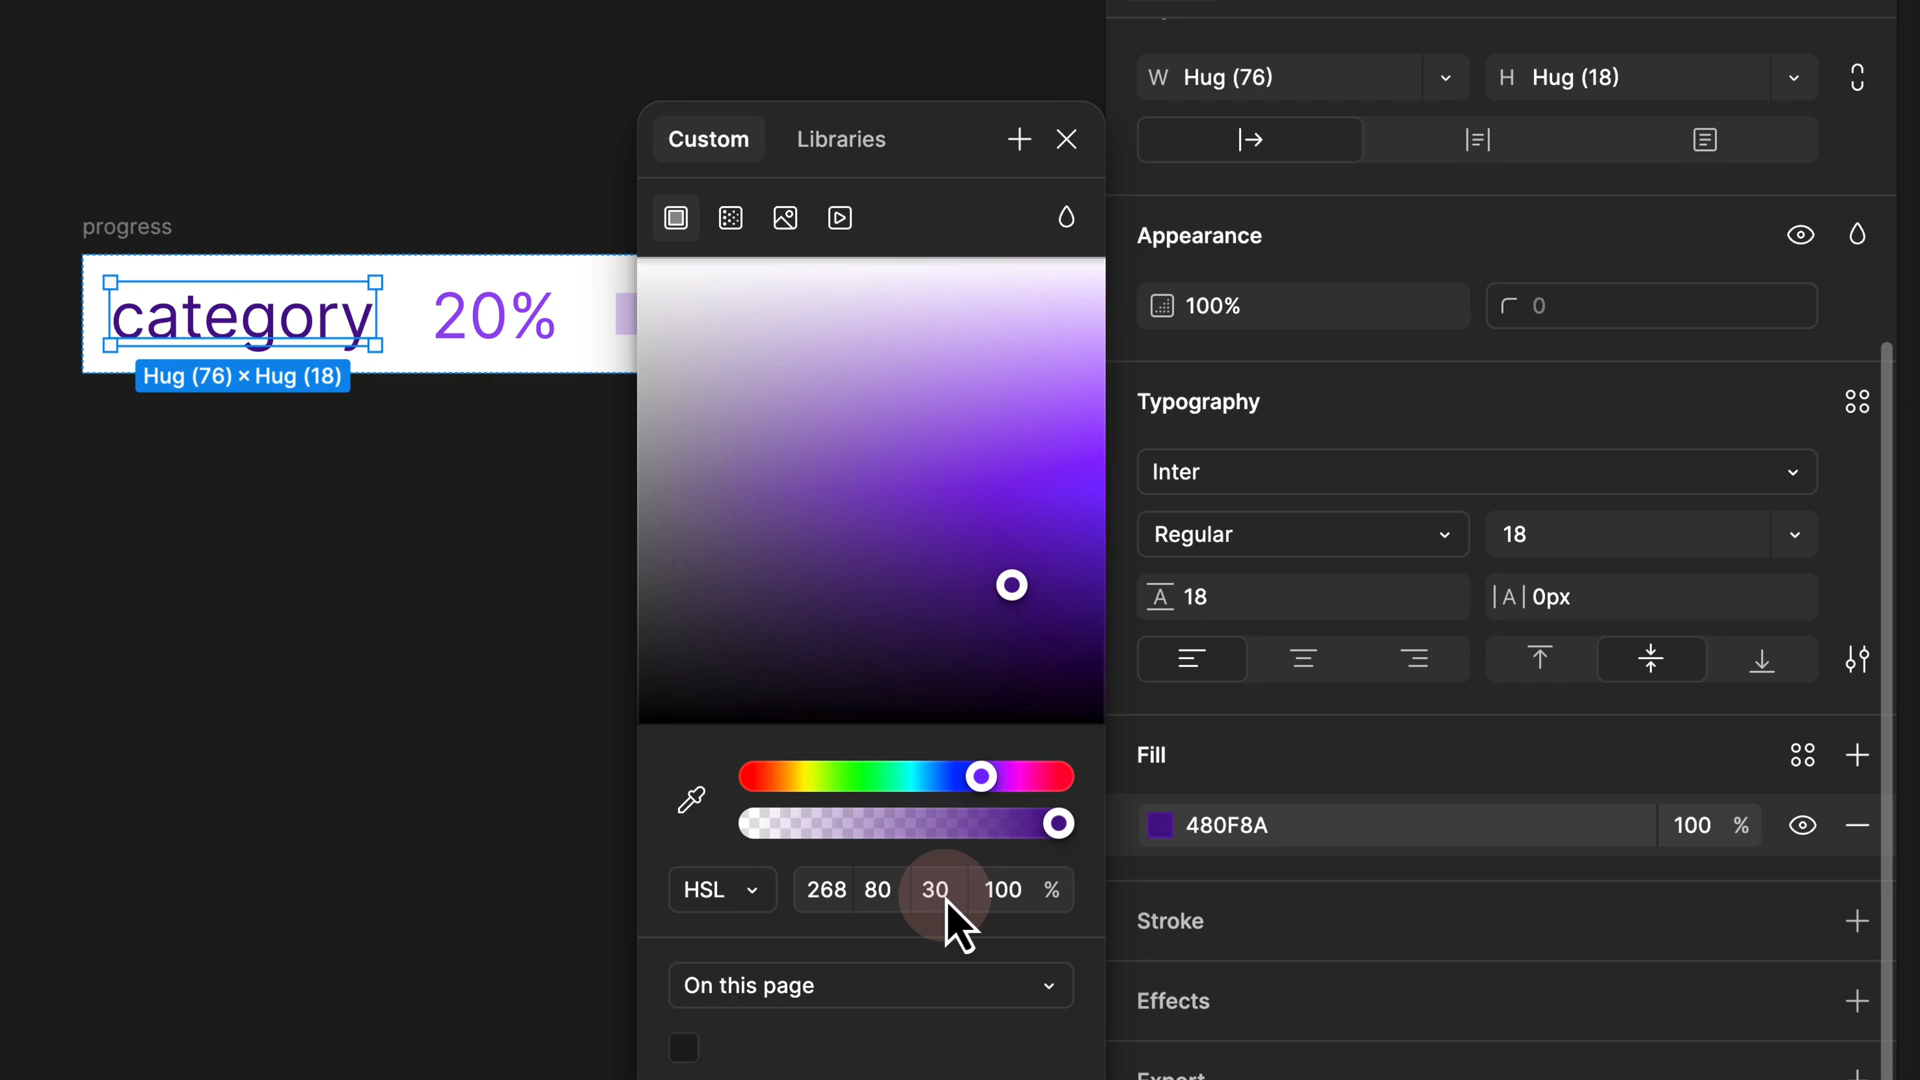 progress
category
20%
Hug (76) × Hug (18)
Custom
Libraries
HSL
268
80
30
100
%
On this page
W Hug (76)
H Hug (18)
Appearance
100%
0
Typography
Inter
Regular
18
A 18
|A| 0px
Fill
480F8A
100 %
Stroke
Effects
Export